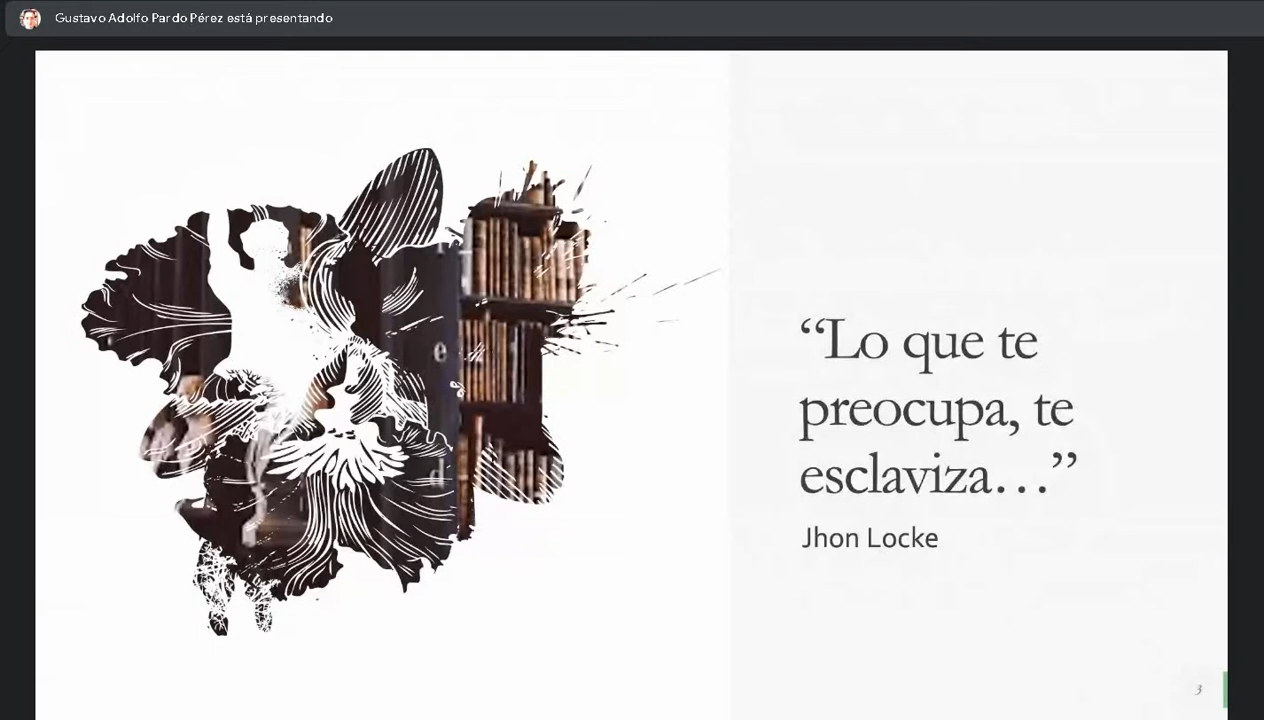 Gustavo Adolfo Pardo Pérez está presentando
“Lo que te
preocupa, te
esclaviza…”
Jhon Locke
3